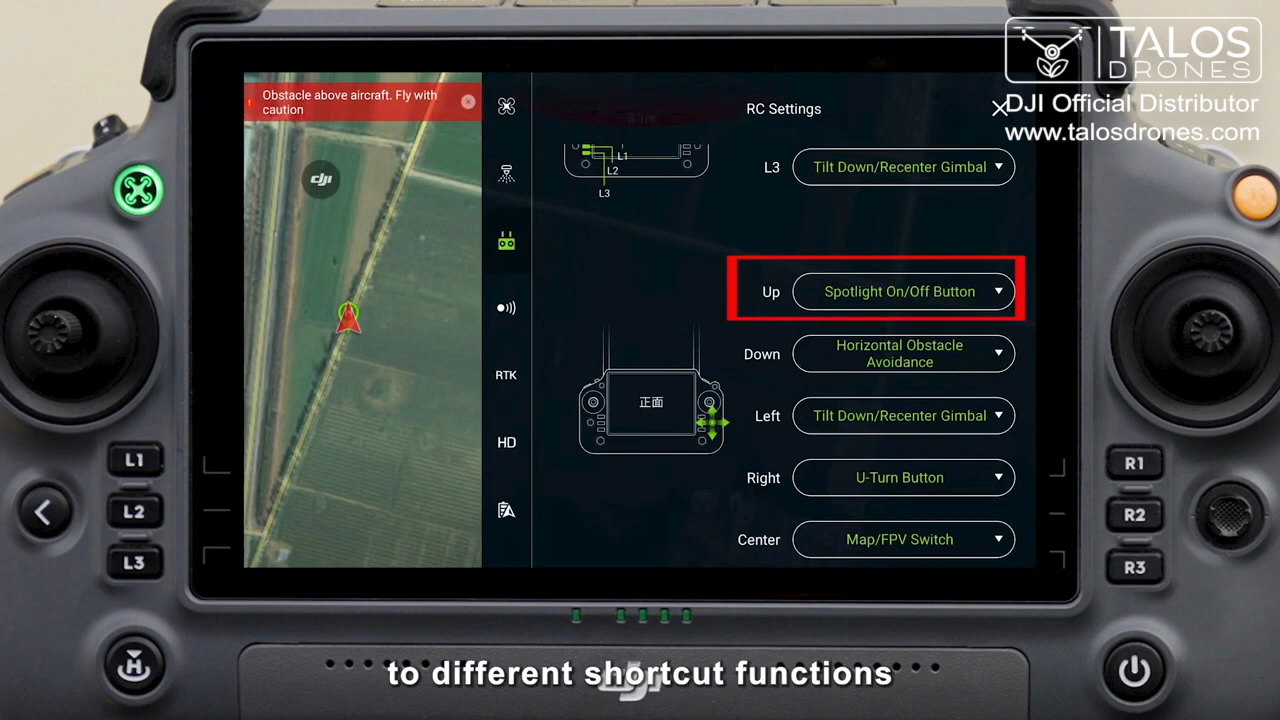 TALOS
DRONES
DJI Official Distributor
www.talosdrones.com
Obstacle above aircraft. Fly with
caution
dji
RC Settings
L1
L2
L3
L3 Tilt Down/Recenter Gimbal
Up Spotlight On/Off Button
Down Horizontal Obstacle
Avoidance
正面
Left Tilt Down/Recenter Gimbal
Right U-Turn Button
Center Map/FPV Switch
RTK
HD
L1
L2
L3
R1
R2
R3
H
to different shortcut functions
dji